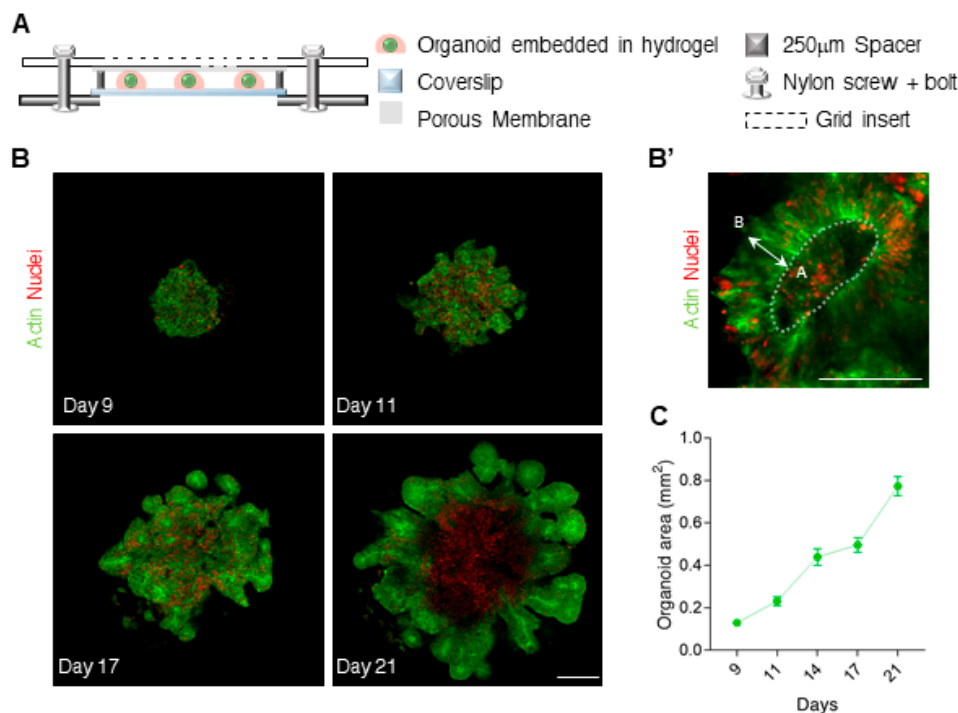 A
Organoid embedded in hydrogel
Coverslip
Porous Membrane
250μm Spacer
Nylon screw + bolt
Grid insert
B
Actin Nuclei
Day 9
Day 11
Day 17
Day 21
B’
Actin Nuclei
B
A
C
Organoid area (mm²)
1.0
0.8
0.6
0.4
0.2
0.0
9
11
14
17
21
Days